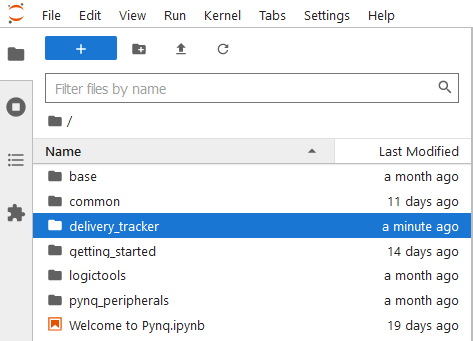 File Edit View Run Kernel Tabs Settings Help
Filter files by name
/
Name Last Modified
base a month ago
common 11 days ago
delivery_tracker a minute ago
getting_started 14 days ago
logictools a month ago
pynq_peripherals a month ago
Welcome to Pynq.ipynb 19 days ago